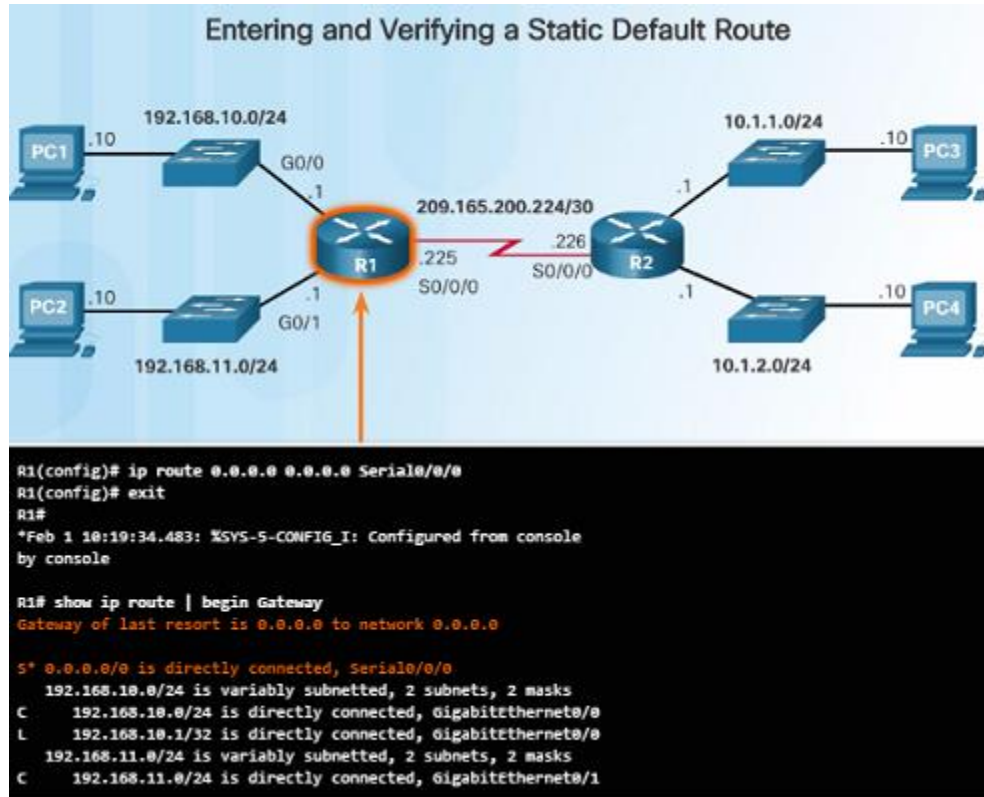 Entering and Verifying a Static Default Route
192.168.10.0/24
10.1.1.0/24
PC1
.10
G0/0
.1
.10
PC3
209.165.200.224/30
.1
R1
.225
S0/0/0
.226
S0/0/0
R2
PC2
.10
.1
G0/1
.1
.10
PC4
192.168.11.0/24
10.1.2.0/24
R1(config)# ip route 0.0.0.0 0.0.0.0 Serial0/0/0
R1(config)# exit
R1#
*Feb 1 10:19:34.483: %SYS-5-CONFIG_I: Configured from console
by console
R1# show ip route | begin Gateway
Gateway of last resort is 0.0.0.0 to network 0.0.0.0
S* 0.0.0.0/0 is directly connected, Serial0/0/0
192.168.10.0/24 is variably subnetted, 2 subnets, 2 masks
C 192.168.10.0/24 is directly connected, GigabitEthernet0/0
L 192.168.10.1/32 is directly connected, GigabitEthernet0/0
192.168.11.0/24 is variably subnetted, 2 subnets, 2 masks
C 192.168.11.0/24 is directly connected, GigabitEthernet0/1